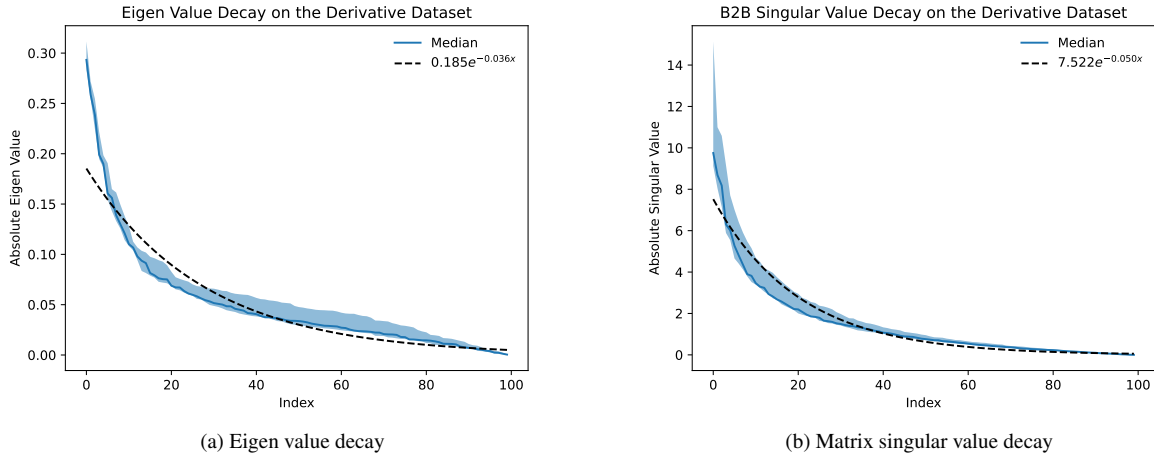 Eigen Value Decay on the Derivative Dataset
Absolute Eigen Value
0.30
0.25
0.20
0.15
0.10
0.05
0.00
Median
0.185e^{-0.036x}
0 20 40 60 80 100
Index
(a) Eigen value decay
B2B Singular Value Decay on the Derivative Dataset
Absolute Singular Value
14
12
10
8
6
4
2
0
Median
7.522e^{-0.050x}
0 20 40 60 80 100
Index
(b) Matrix singular value decay